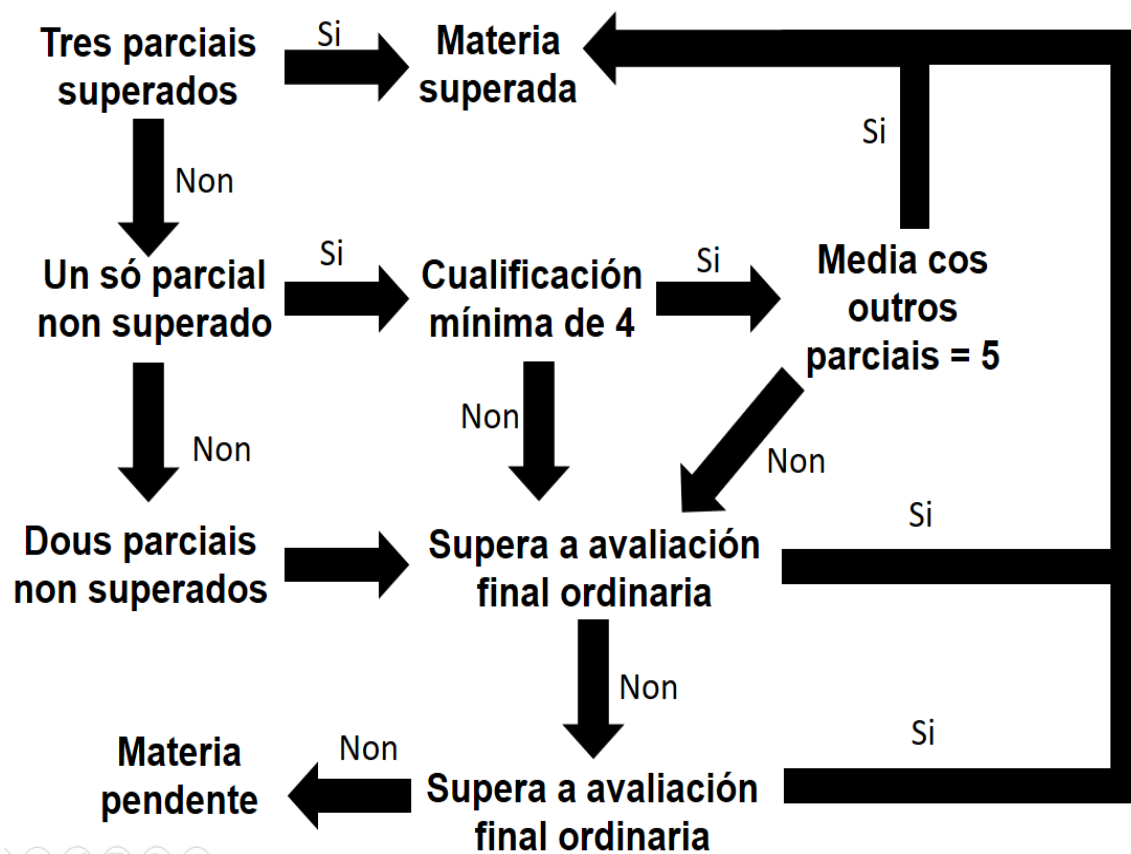 Tres parciais
superados
Si
Materia
superada
Si
Non
Un só parcial
non superado
Si
Cualificación
mínima de 4
Si
Media cos
outros
parciais = 5
Non
Non
Non
Dous parciais
non superados
Supera a avaliación
final ordinaria
Si
Non
Materia
pendente
Non
Supera a avaliación
final ordinaria
Si